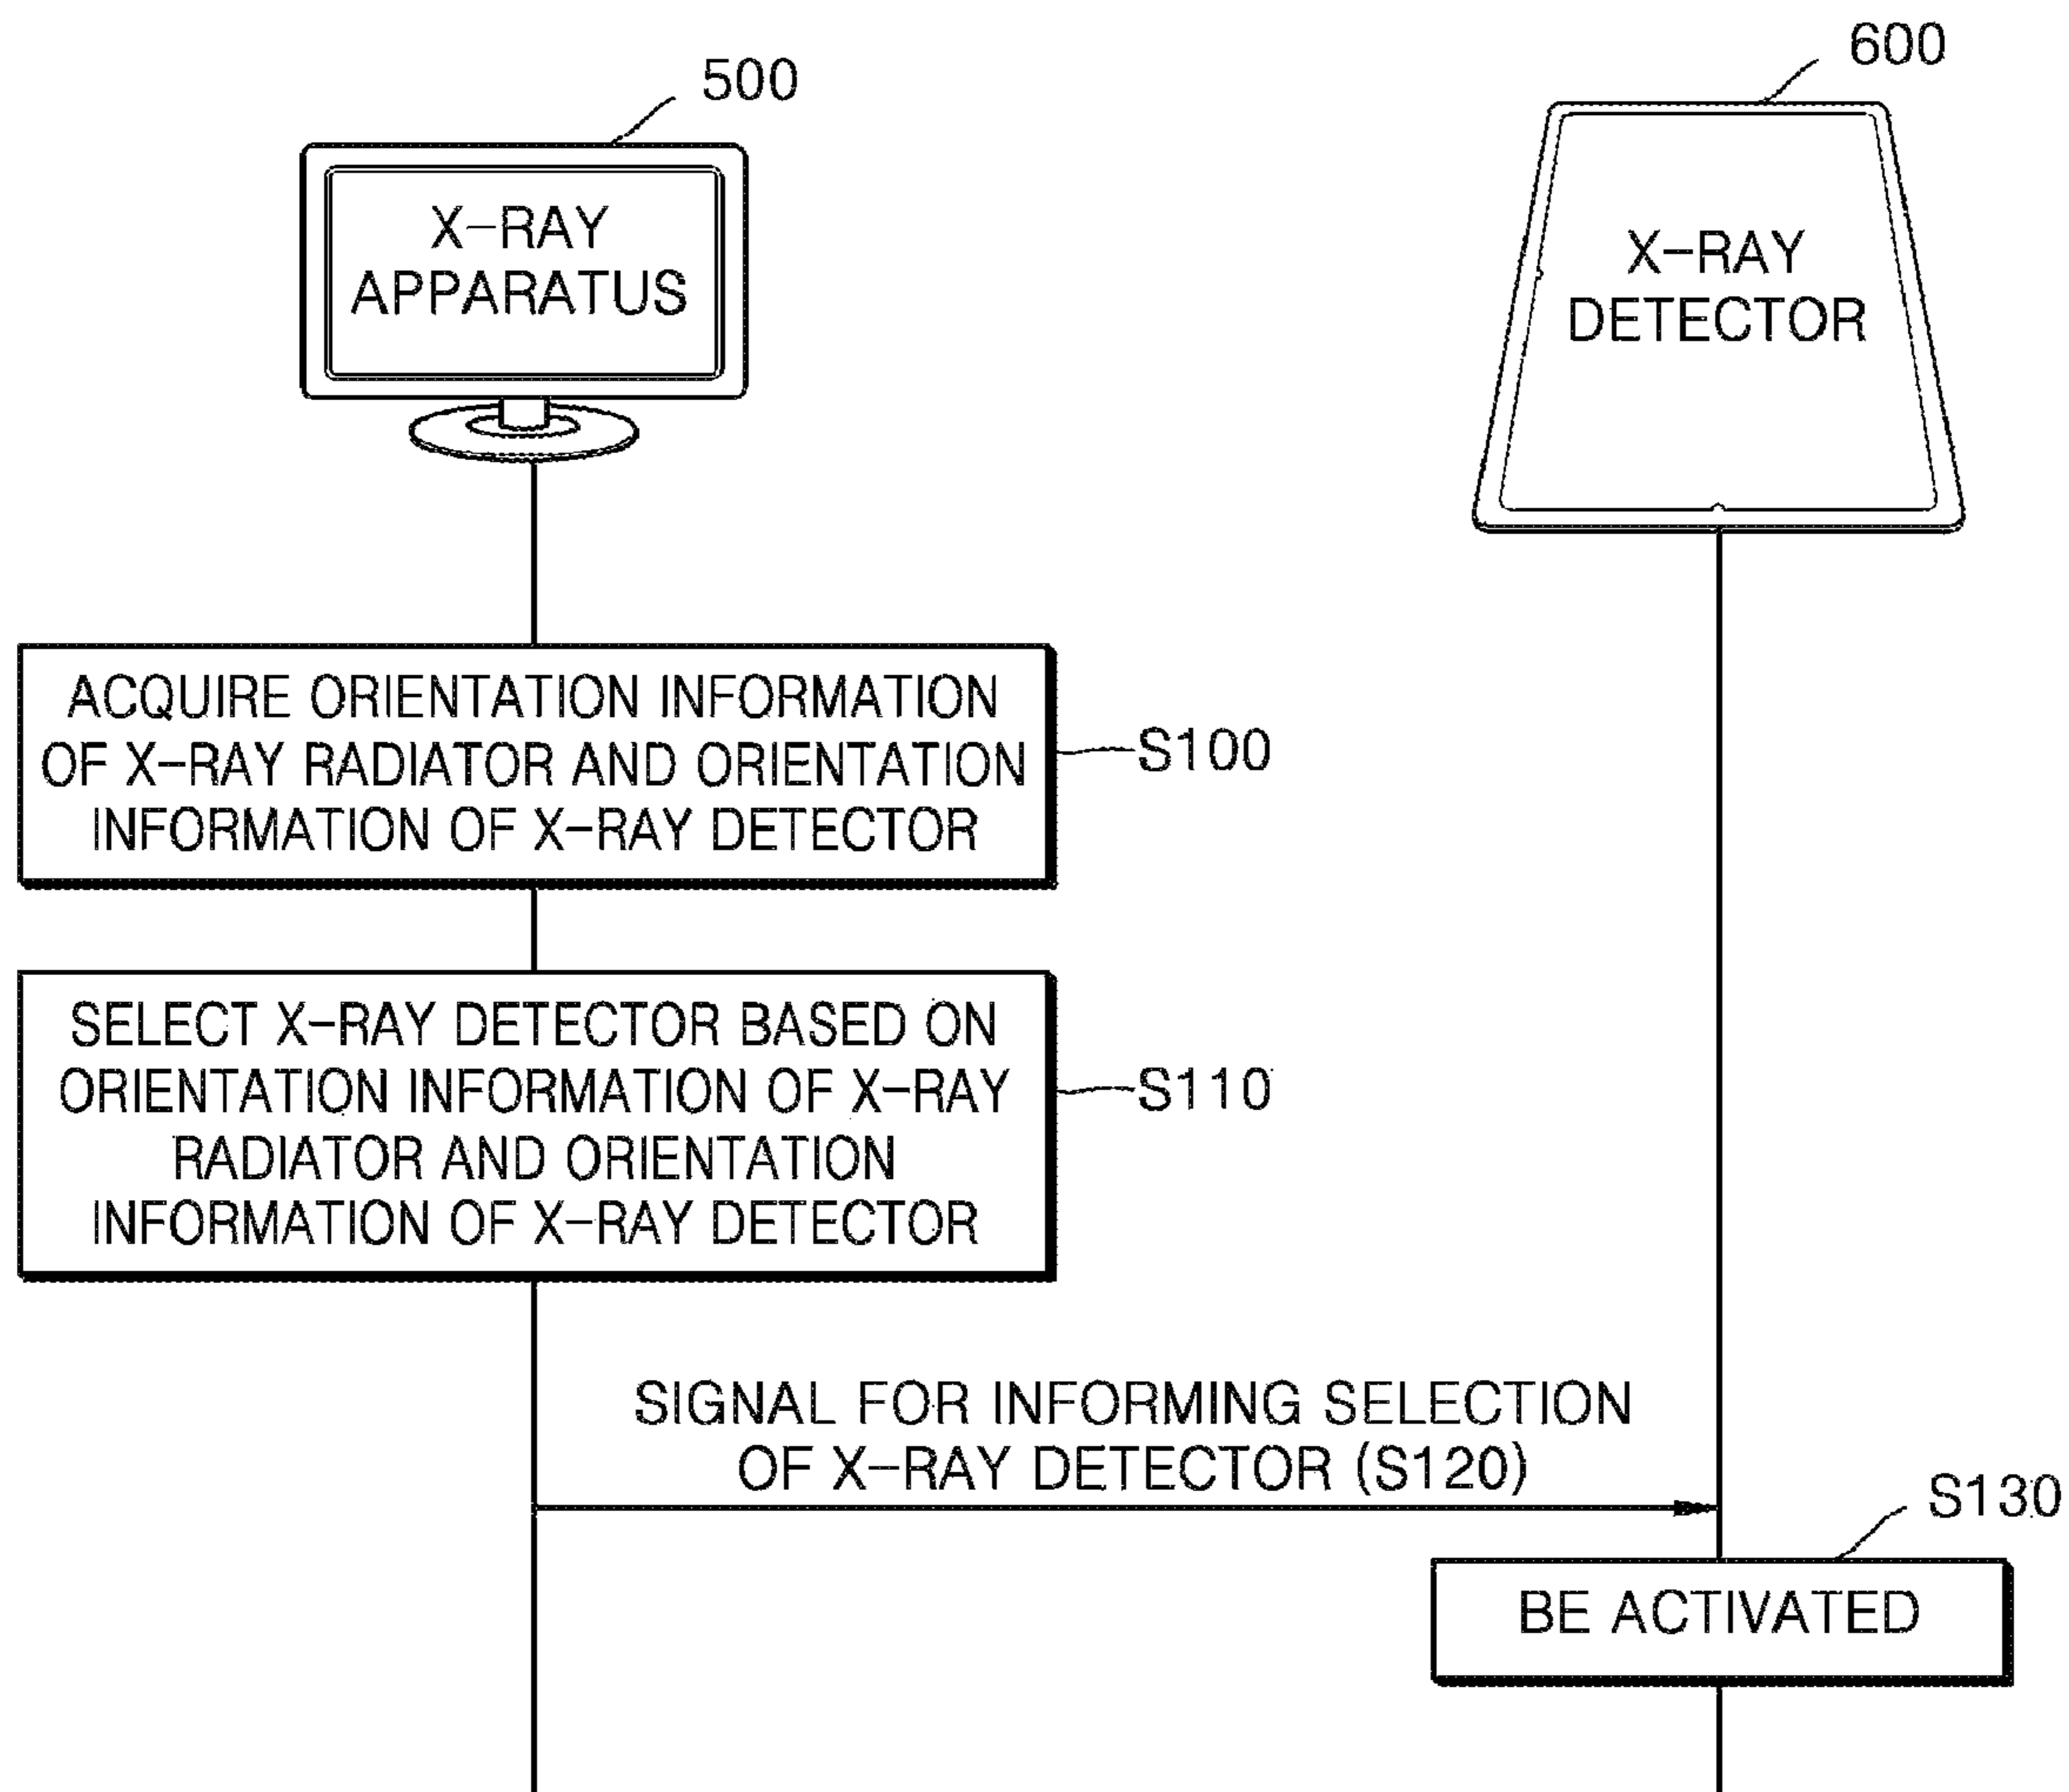 500
600
X-RAY
APPARATUS
X-RAY
DETECTOR
ACQUIRE ORIENTATION INFORMATION
OF X-RAY RADIATOR AND ORIENTATION
INFORMATION OF X-RAY DETECTOR
S100
SELECT X-RAY DETECTOR BASED ON
ORIENTATION INFORMATION OF X-RAY
RADIATOR AND ORIENTATION
INFORMATION OF X-RAY DETECTOR
S110
SIGNAL FOR INFORMING SELECTION
OF X-RAY DETECTOR (S120)
S130
BE ACTIVATED